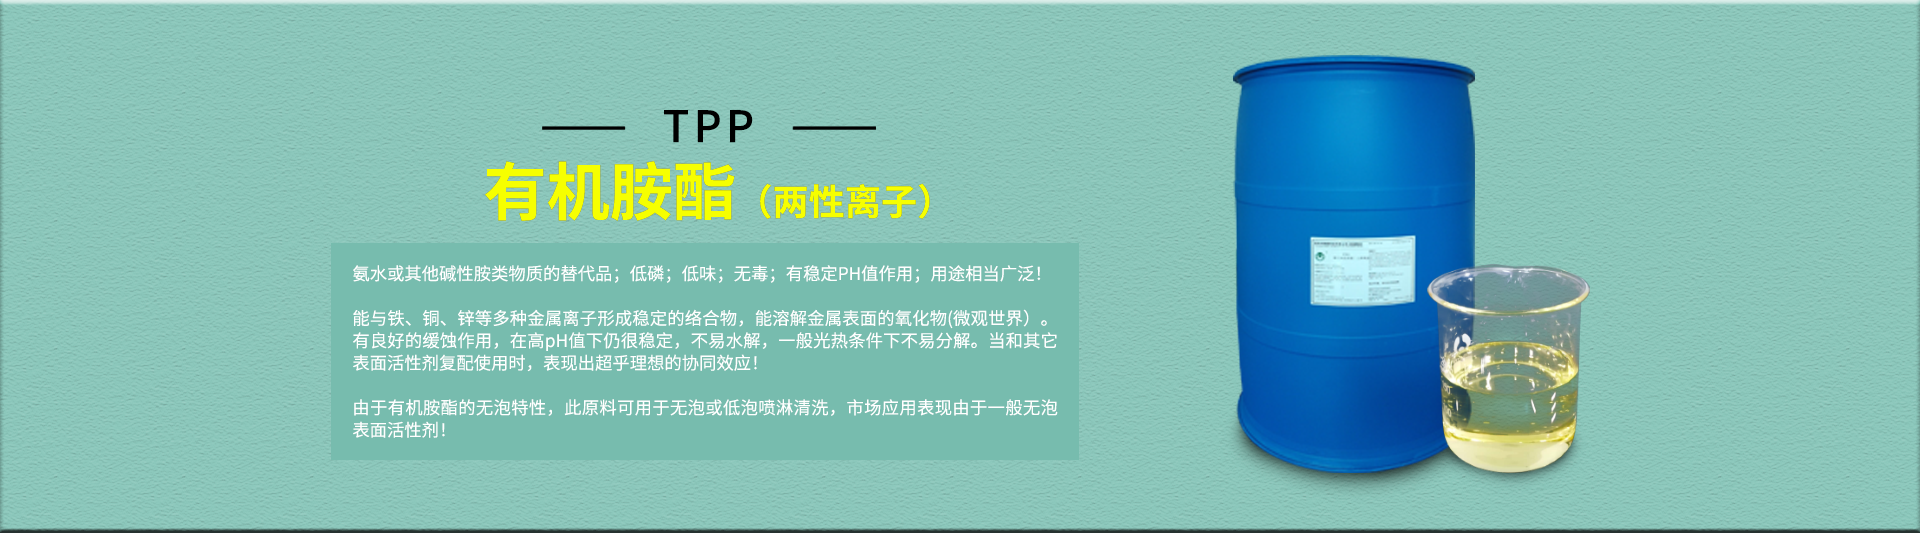 TPP
有机胺酯（两性离子）
氨水或其他碱性胺类物质的替代品；低磷；低味；无毒；有稳定PH值作用；用途相当广泛！
能与铁、铜、锌等多种金属离子形成稳定的络合物，能溶解金属表面的氧化物(微观世界）。
有良好的缓蚀作用，在高pH值下仍很稳定，不易水解，一般光热条件下不易分解。当和其它
表面活性剂复配使用时，表现出超乎理想的协同效应！
由于有机胺酯的无泡特性，此原料可用于无泡或低泡喷淋清洗，市场应用表现由于一般无泡
表面活性剂！